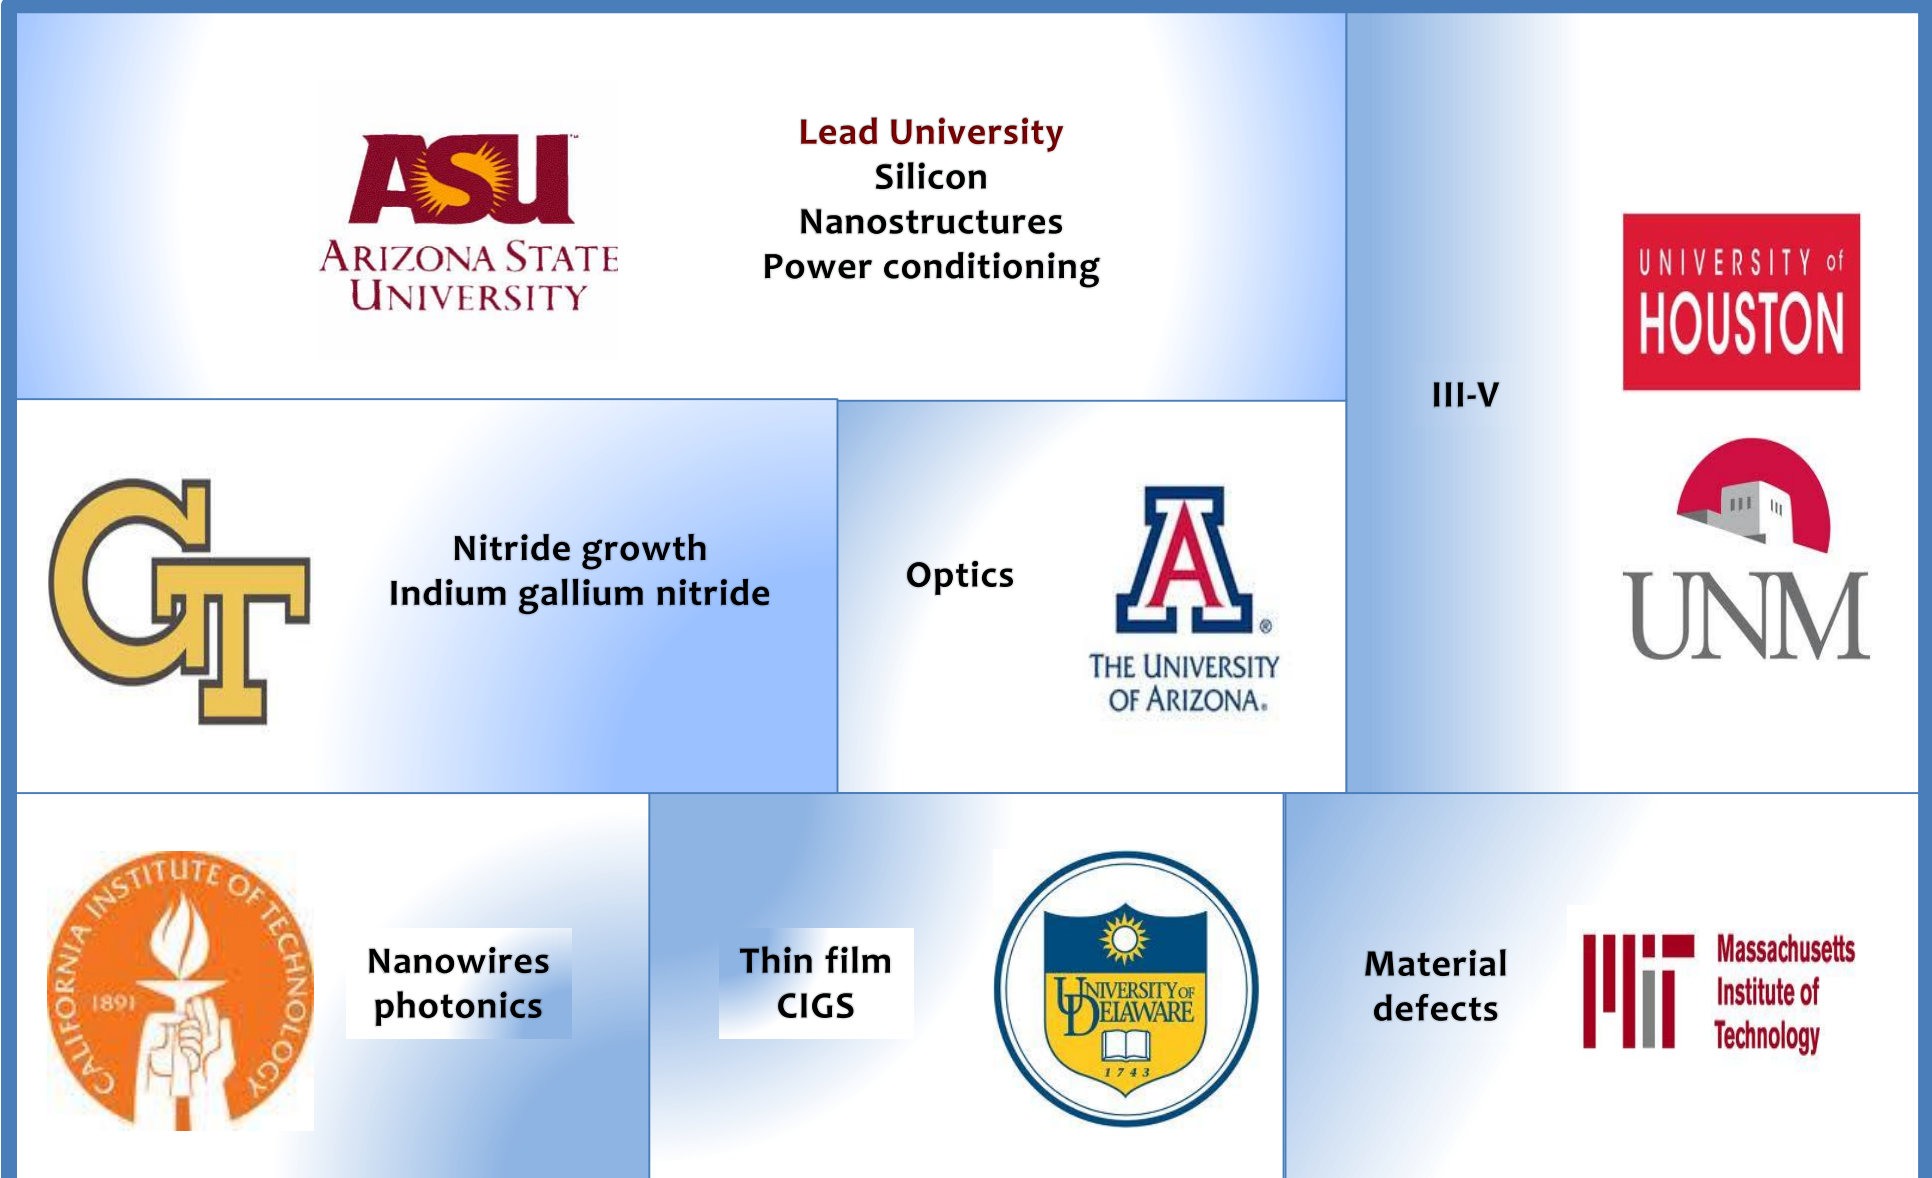 ASU
ARIZONA STATE
UNIVERSITY
Lead University
Silicon
Nanostructures
Power conditioning
III-V
UNIVERSITY of
HOUSTON
UNM
GT
Nitride growth
Indium gallium nitride
Optics
A
®
THE UNIVERSITY
OF ARIZONA®
CALIFORNIA INSTITUTE OF TECHNOLOGY
1891
Nanowires
photonics
Thin film
CIGS
UNIVERSITY OF
DELAWARE
1743
Material
defects
MIT
Massachusetts
Institute of
Technology